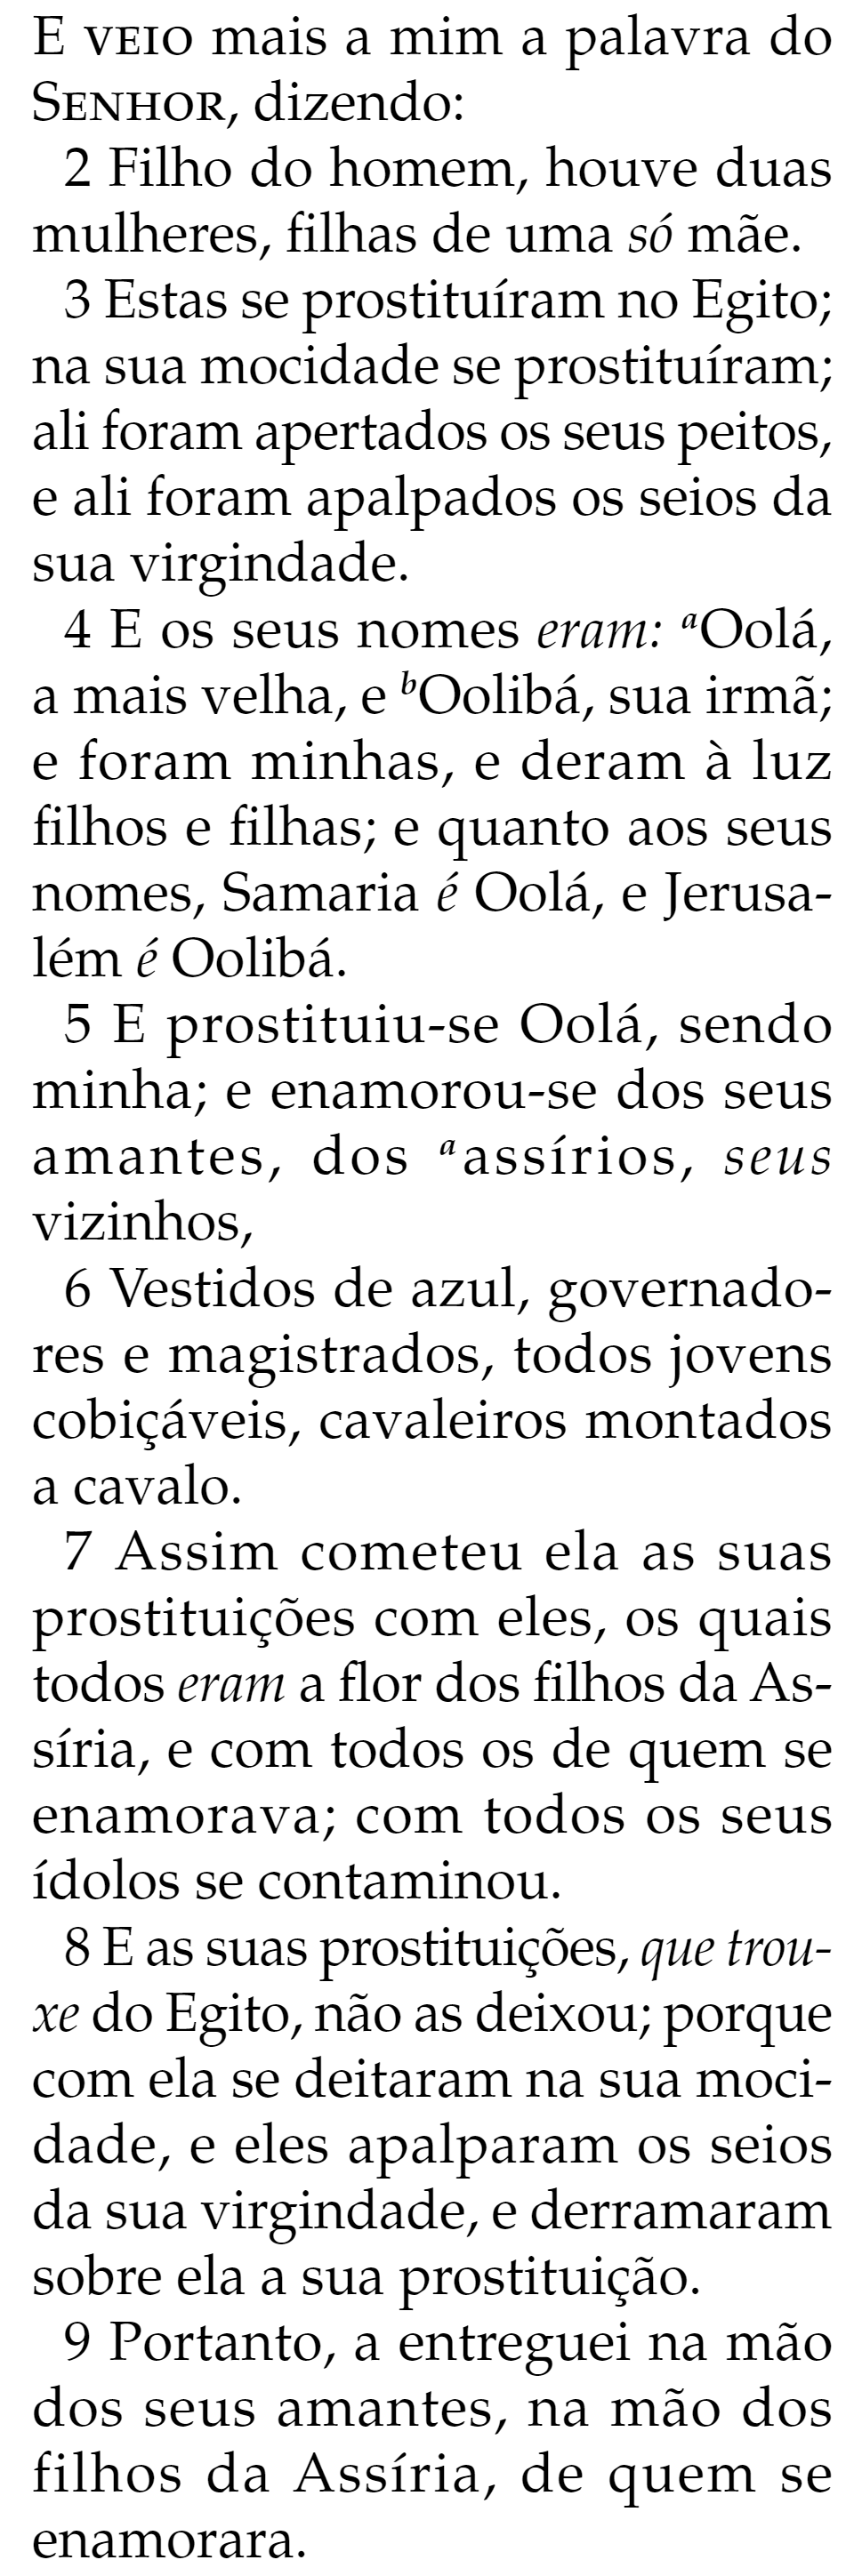 E VEIO mais a mim a palavra do
SENHOR, dizendo:
2 Filho do homem, houve duas
mulheres, filhas de uma só mãe.
3 Estas se prostituíram no Egito;
na sua mocidade se prostituíram;
ali foram apertados os seus peitos,
e ali foram apalpados os seios da
sua virgindade.
4 E os seus nomes eram: aOolá,
a mais velha, e bOolibá, sua irmã;
e foram minhas, e deram à luz
filhos e filhas; e quanto aos seus
nomes, Samaria é Oolá, e Jerusa-
lém é Oolibá.
5 E prostituiu-se Oolá, sendo
minha; e enamorou-se dos seus
amantes, dos aassírios, seus
vizinhos,
6 Vestidos de azul, governado-
res e magistrados, todos jovens
cobiçáveis, cavaleiros montados
a cavalo.
7 Assim cometeu ela as suas
prostituições com eles, os quais
todos eram a flor dos filhos da As-
síria, e com todos os de quem se
enamorava; com todos os seus
ídolos se contaminou.
8 E as suas prostituições, que trou-
xe do Egito, não as deixou; porque
com ela se deitaram na sua moci-
dade, e eles apalparam os seios
da sua virgindade, e derramaram
sobre ela a sua prostituição.
9 Portanto, a entreguei na mão
dos seus amantes, na mão dos
filhos da Assíria, de quem se
enamorara.